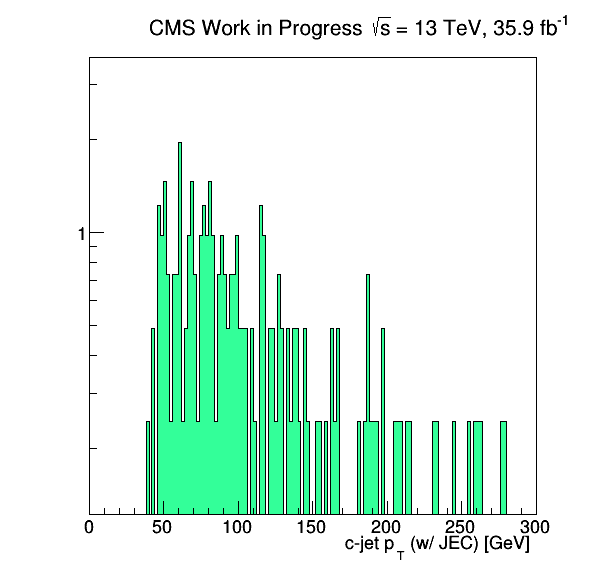 CMS Work in Progress √s = 13 TeV, 35.9 fb⁻¹
1
0 50 100 150 200 250 300
c-jet p_T (w/ JEC) [GeV]